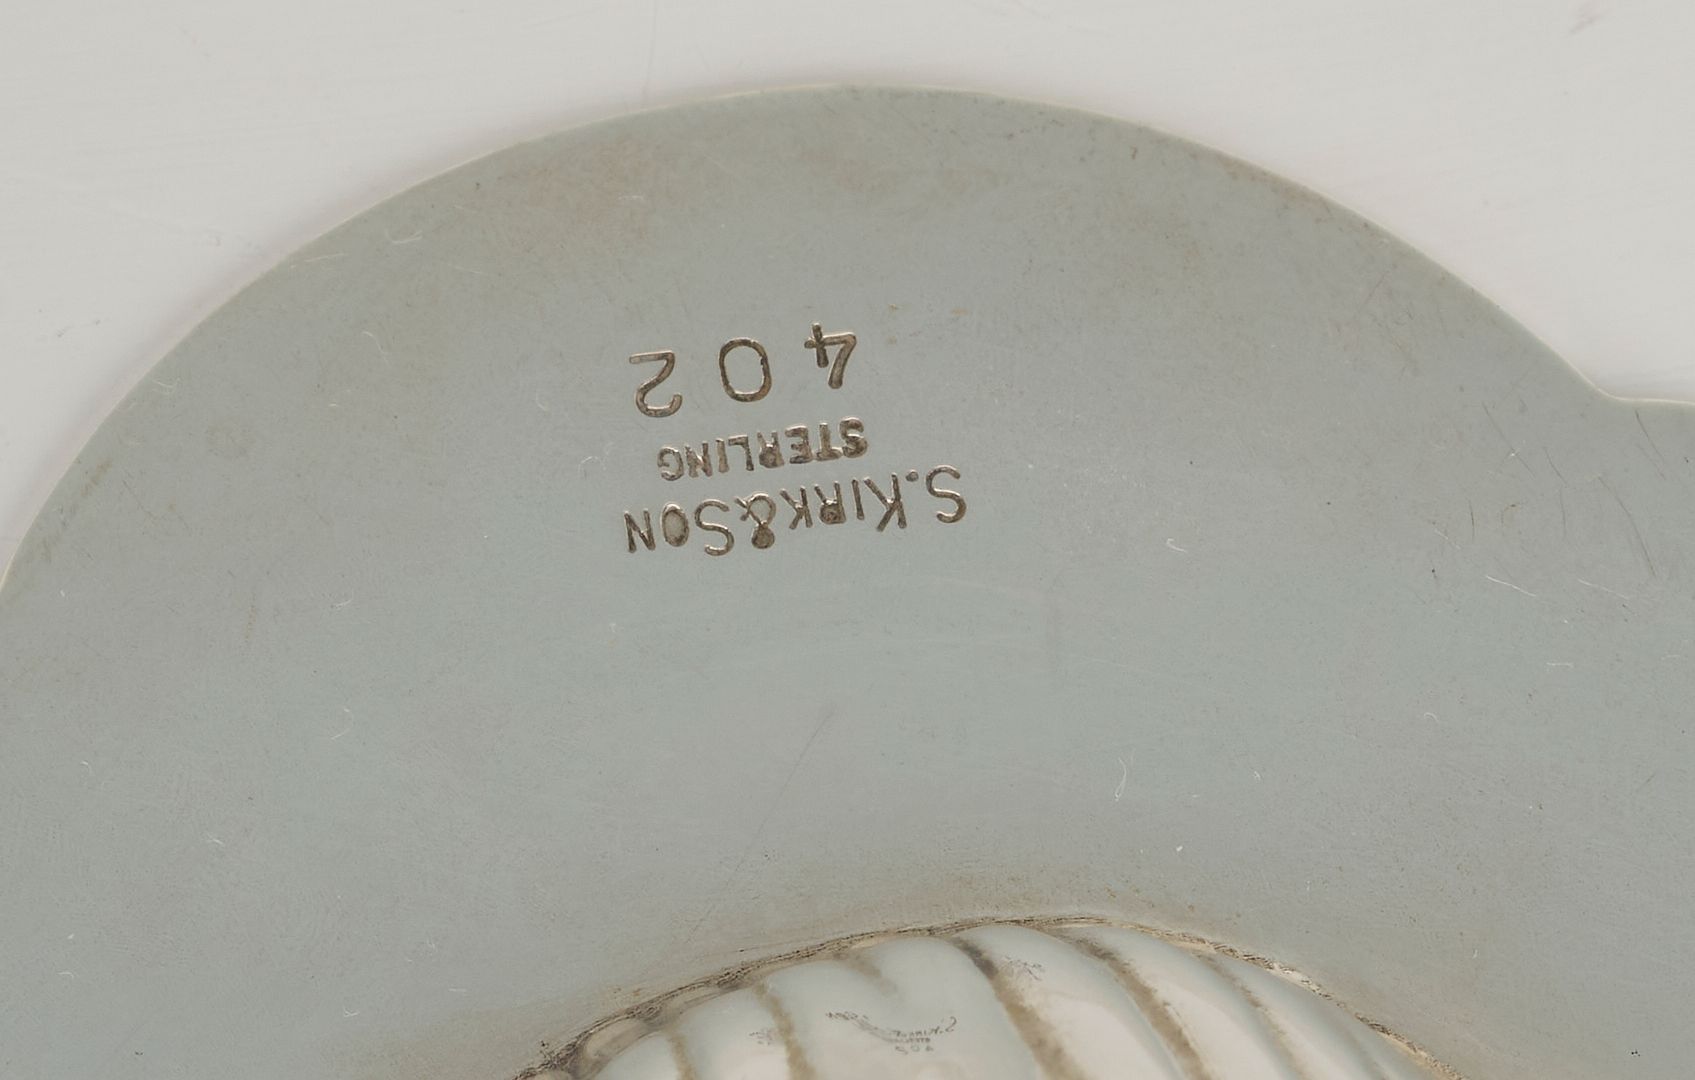 S. KIRK & SON
STERLING
402